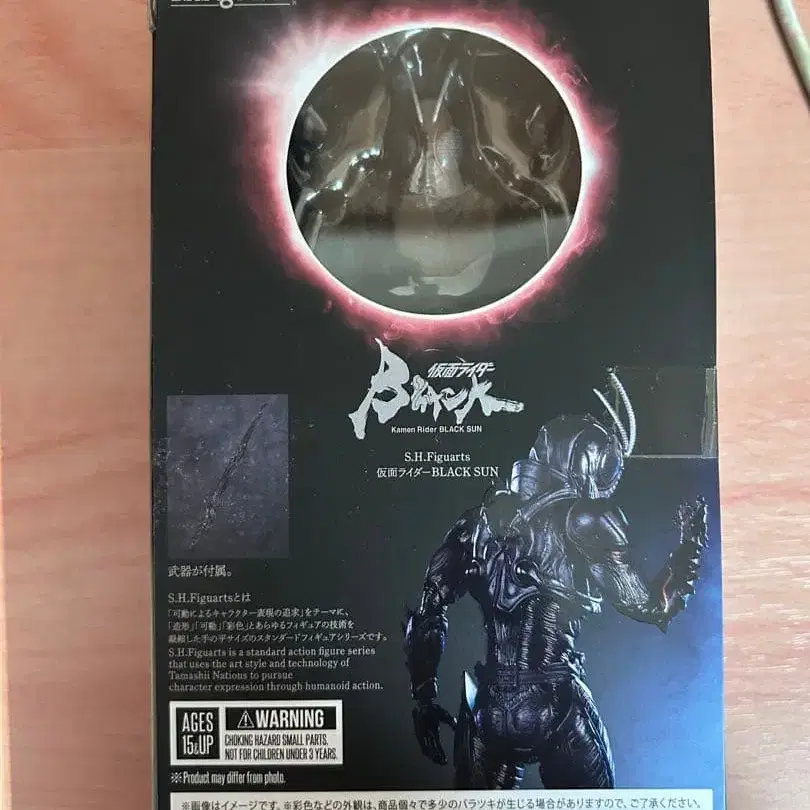 仮面ライダー
BLACK
Kamen Rider BLACK SUN
S.H.Figuarts
仮面ライダーBLACK SUN
武器が付属。
S.H.Figuartsとは
「可動によるキャラクター表現の追求」をテーマに、
「造形」「可動」「彩色」とあらゆるフィギュアの技術を
凝縮した手の平サイズのスタンダードフィギュアシリーズです。
S.H.Figuarts is a standard action figure series
that uses the art style and technology of
Tamashii Nations to pursue
character expression through humanoid action.
AGES
15&UP
WARNING
CHOKING HAZARD SMALL PARTS.
NOT FOR CHILDREN UNDER 3 YEARS.
※Product may differ from photo.
※画像はイメージです。※彩色などの外観は、商品個々で多少のバラツキが生じる場合がありますので、ご了承ください。